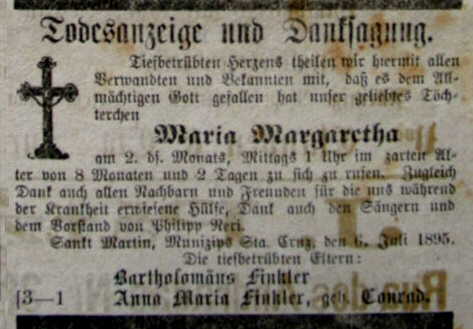 Todesanzeige und Danksagung.
Tiefbetrübten Herzens theilen wir hiermit allen
Verwandten und Bekannten mit, daß es dem All-
mächtigen Gott gefallen hat unser geliebtes Töch-
terchen
Maria Margaretha
am 2. ds. Monats, Mittags 1 Uhr im zarten Al-
ter von 8 Monaten und 2 Tagen zu sich zu rufen. Zugleich
Dank auch allen Nachbarn und Freunden für die uns während
der Krankheit erwiesene Hülfe, Dank auch den Sängern und
dem Vorstand von Philipp Neri.
Sankt Martin, Munizip Sta. Cruz, den 6. Juli 1895.
Die tiefbetrübten Eltern:
Bartholomäus Finkler
[3—1 Anna Maria Finkler, geb. Conrad.